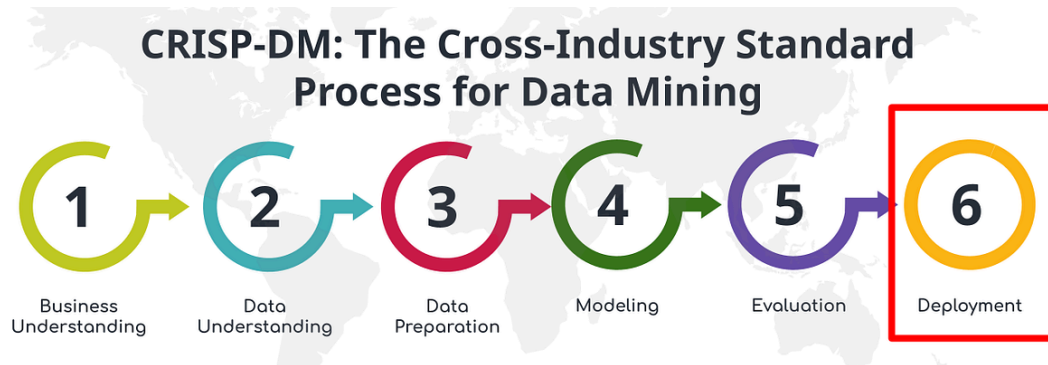 CRISP-DM: The Cross-Industry Standard
Process for Data Mining
1
2
3
4
5
6
Business
Understanding
Data
Understanding
Data
Preparation
Modeling
Evaluation
Deployment